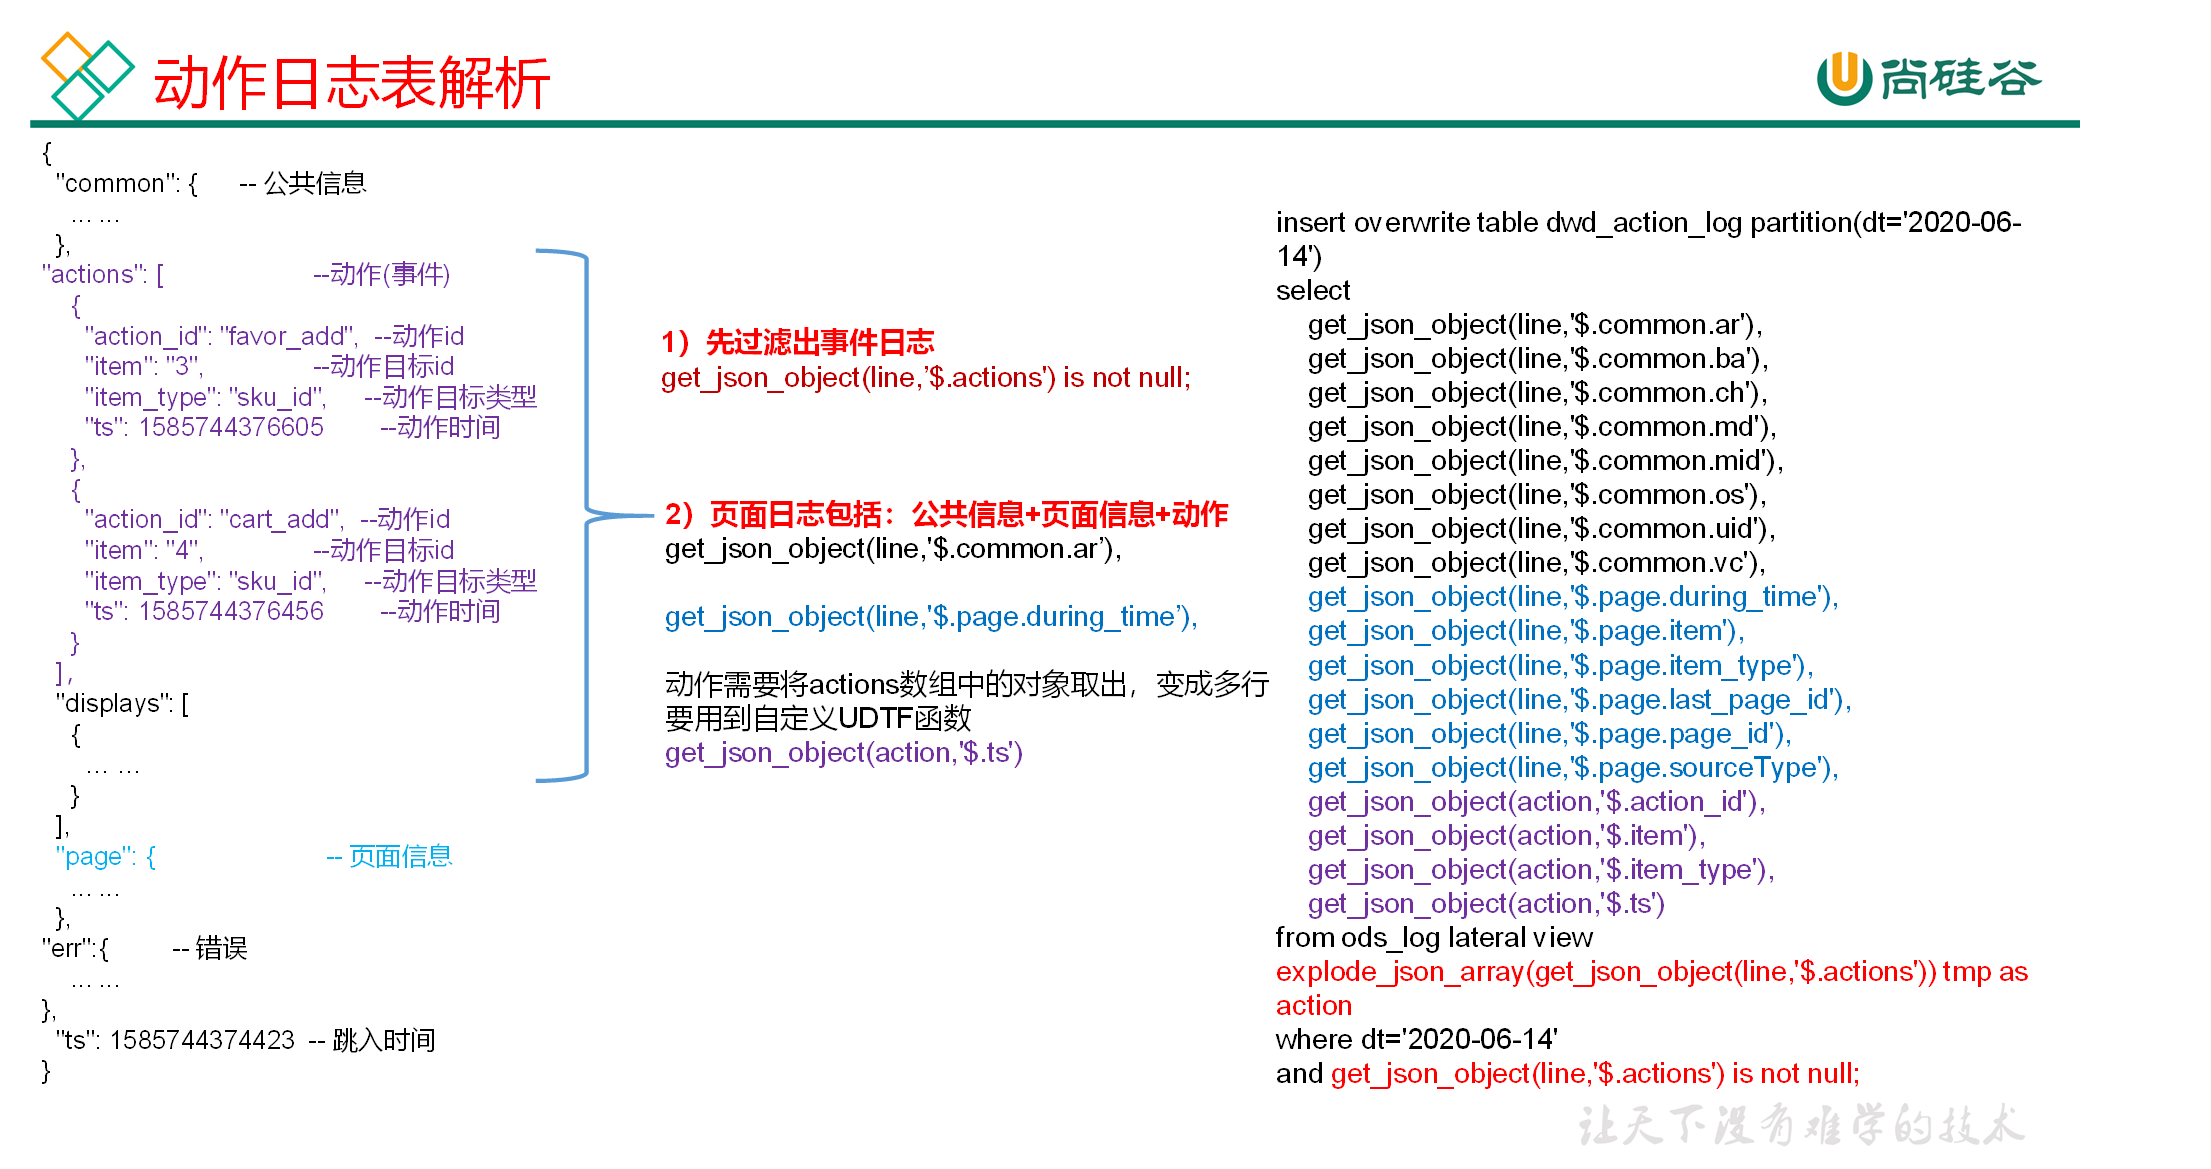 动作日志表解析
尚硅谷
{
"common": { -- 公共信息
... ...
},
"actions": [ --动作(事件)
{
"action_id": "favor_add", --动作id
"item": "3", --动作目标id
"item_type": "sku_id", --动作目标类型
"ts": 1585744376605 --动作时间
},
{
"action_id": "cart_add", --动作id
"item": "4", --动作目标id
"item_type": "sku_id", --动作目标类型
"ts": 1585744376456 --动作时间
}
],
"displays": [
{
... ...
}
],
"page": { -- 页面信息
... ...
},
"err":{ -- 错误
... ...
},
"ts": 1585744374423 -- 跳入时间
}
1）先过滤出事件日志
get_json_object(line,’$.actions') is not null;
2）页面日志包括：公共信息+页面信息+动作
get_json_object(line,'$.common.ar’),
get_json_object(line,'$.page.during_time’),
动作需要将actions数组中的对象取出，变成多行
要用到自定义UDTF函数
get_json_object(action,'$.ts')
insert overwrite table dwd_action_log partition(dt='2020-06-
14')
select
get_json_object(line,'$.common.ar'),
get_json_object(line,'$.common.ba'),
get_json_object(line,'$.common.ch'),
get_json_object(line,'$.common.md'),
get_json_object(line,'$.common.mid'),
get_json_object(line,'$.common.os'),
get_json_object(line,'$.common.uid'),
get_json_object(line,'$.common.vc'),
get_json_object(line,'$.page.during_time'),
get_json_object(line,'$.page.item'),
get_json_object(line,'$.page.item_type'),
get_json_object(line,'$.page.last_page_id'),
get_json_object(line,'$.page.page_id'),
get_json_object(line,'$.page.sourceType'),
get_json_object(action,'$.action_id'),
get_json_object(action,'$.item'),
get_json_object(action,'$.item_type'),
get_json_object(action,'$.ts')
from ods_log lateral view
explode_json_array(get_json_object(line,'$.actions')) tmp as
action
where dt='2020-06-14'
and get_json_object(line,'$.actions') is not null;
让天下没有难学的技术